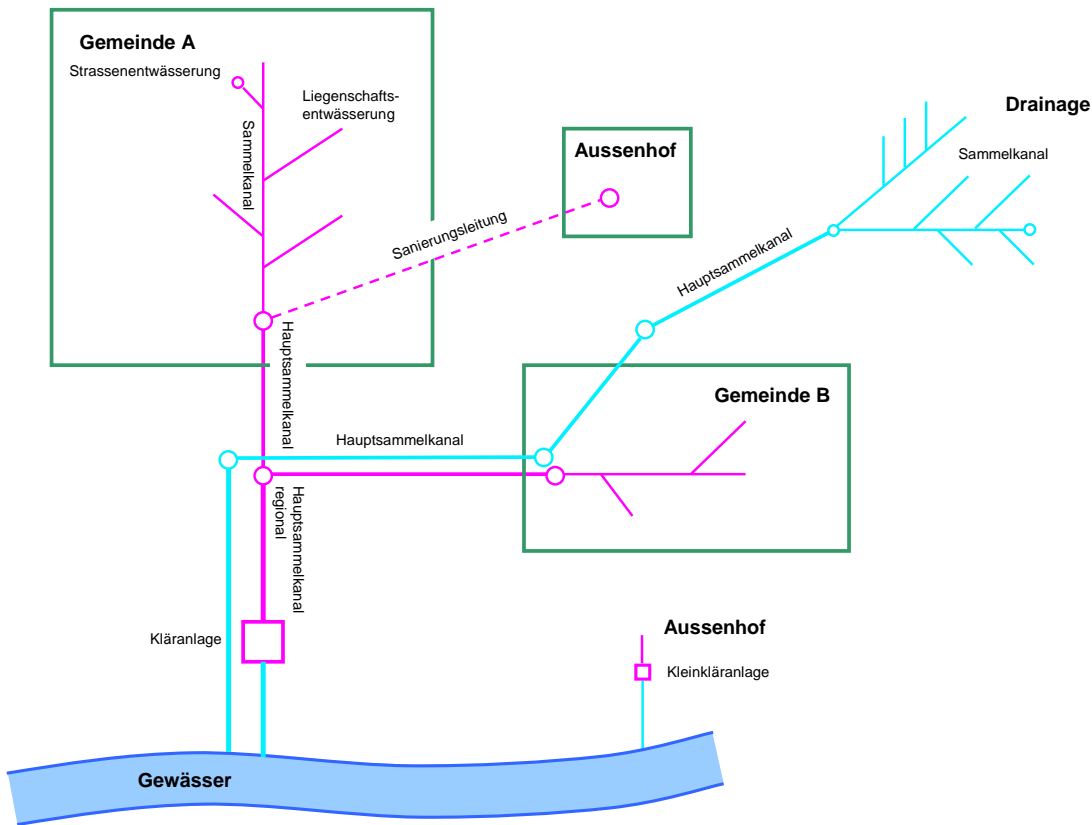 Gemeinde A
Strassenentwässerung
Liegenschafts-
entwässerung
Sammelkanal
Drainage
Sammelkanal
Aussenhof
Sanierungsleitung
Hauptsammelkanal
Hauptsammelkanal
Gemeinde B
Hauptsammelkanal
Hauptsammelkanal
regional
Kläranlage
Aussenhof
Kleinkläranlage
Gewässer